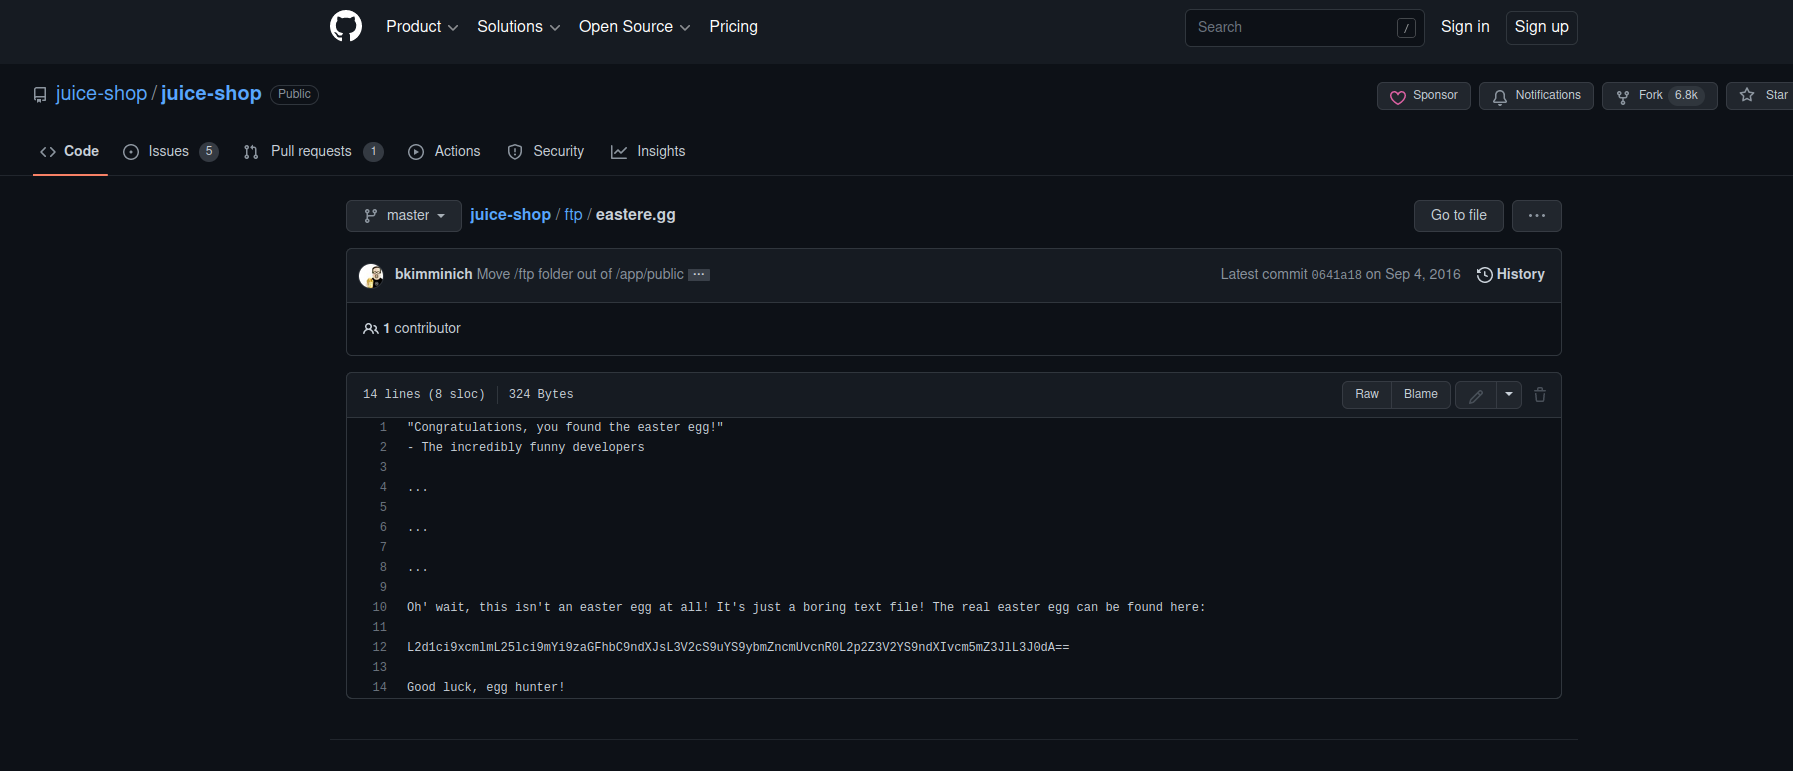 Product Solutions Open Source Pricing Search / Sign in Sign up
juice-shop / juice-shop Public Sponsor Notifications Fork 6.8k Star
Code Issues 5 Pull requests 1 Actions Security Insights
master juice-shop / ftp / eastere.gg Go to file ...
bkimminich Move /ftp folder out of /app/public ... Latest commit 0641a18 on Sep 4, 2016 History
1 contributor
14 lines (8 sloc) 324 Bytes Raw Blame
1 "Congratulations, you found the easter egg!"
2 - The incredibly funny developers
3
4 ...
5
6 ...
7
8 ...
9
10 Oh' wait, this isn't an easter egg at all! It's just a boring text file! The real easter egg can be found here:
11
12 L2d1ci9xcmlmL25lci9mYi9zaGFhbC9ndXJsL3V2cS9uYS9ybmZncmUvcnR0L2p2Z3V2YS9ndXIvcm5mZ3JlL3J0dA==
13
14 Good luck, egg hunter!